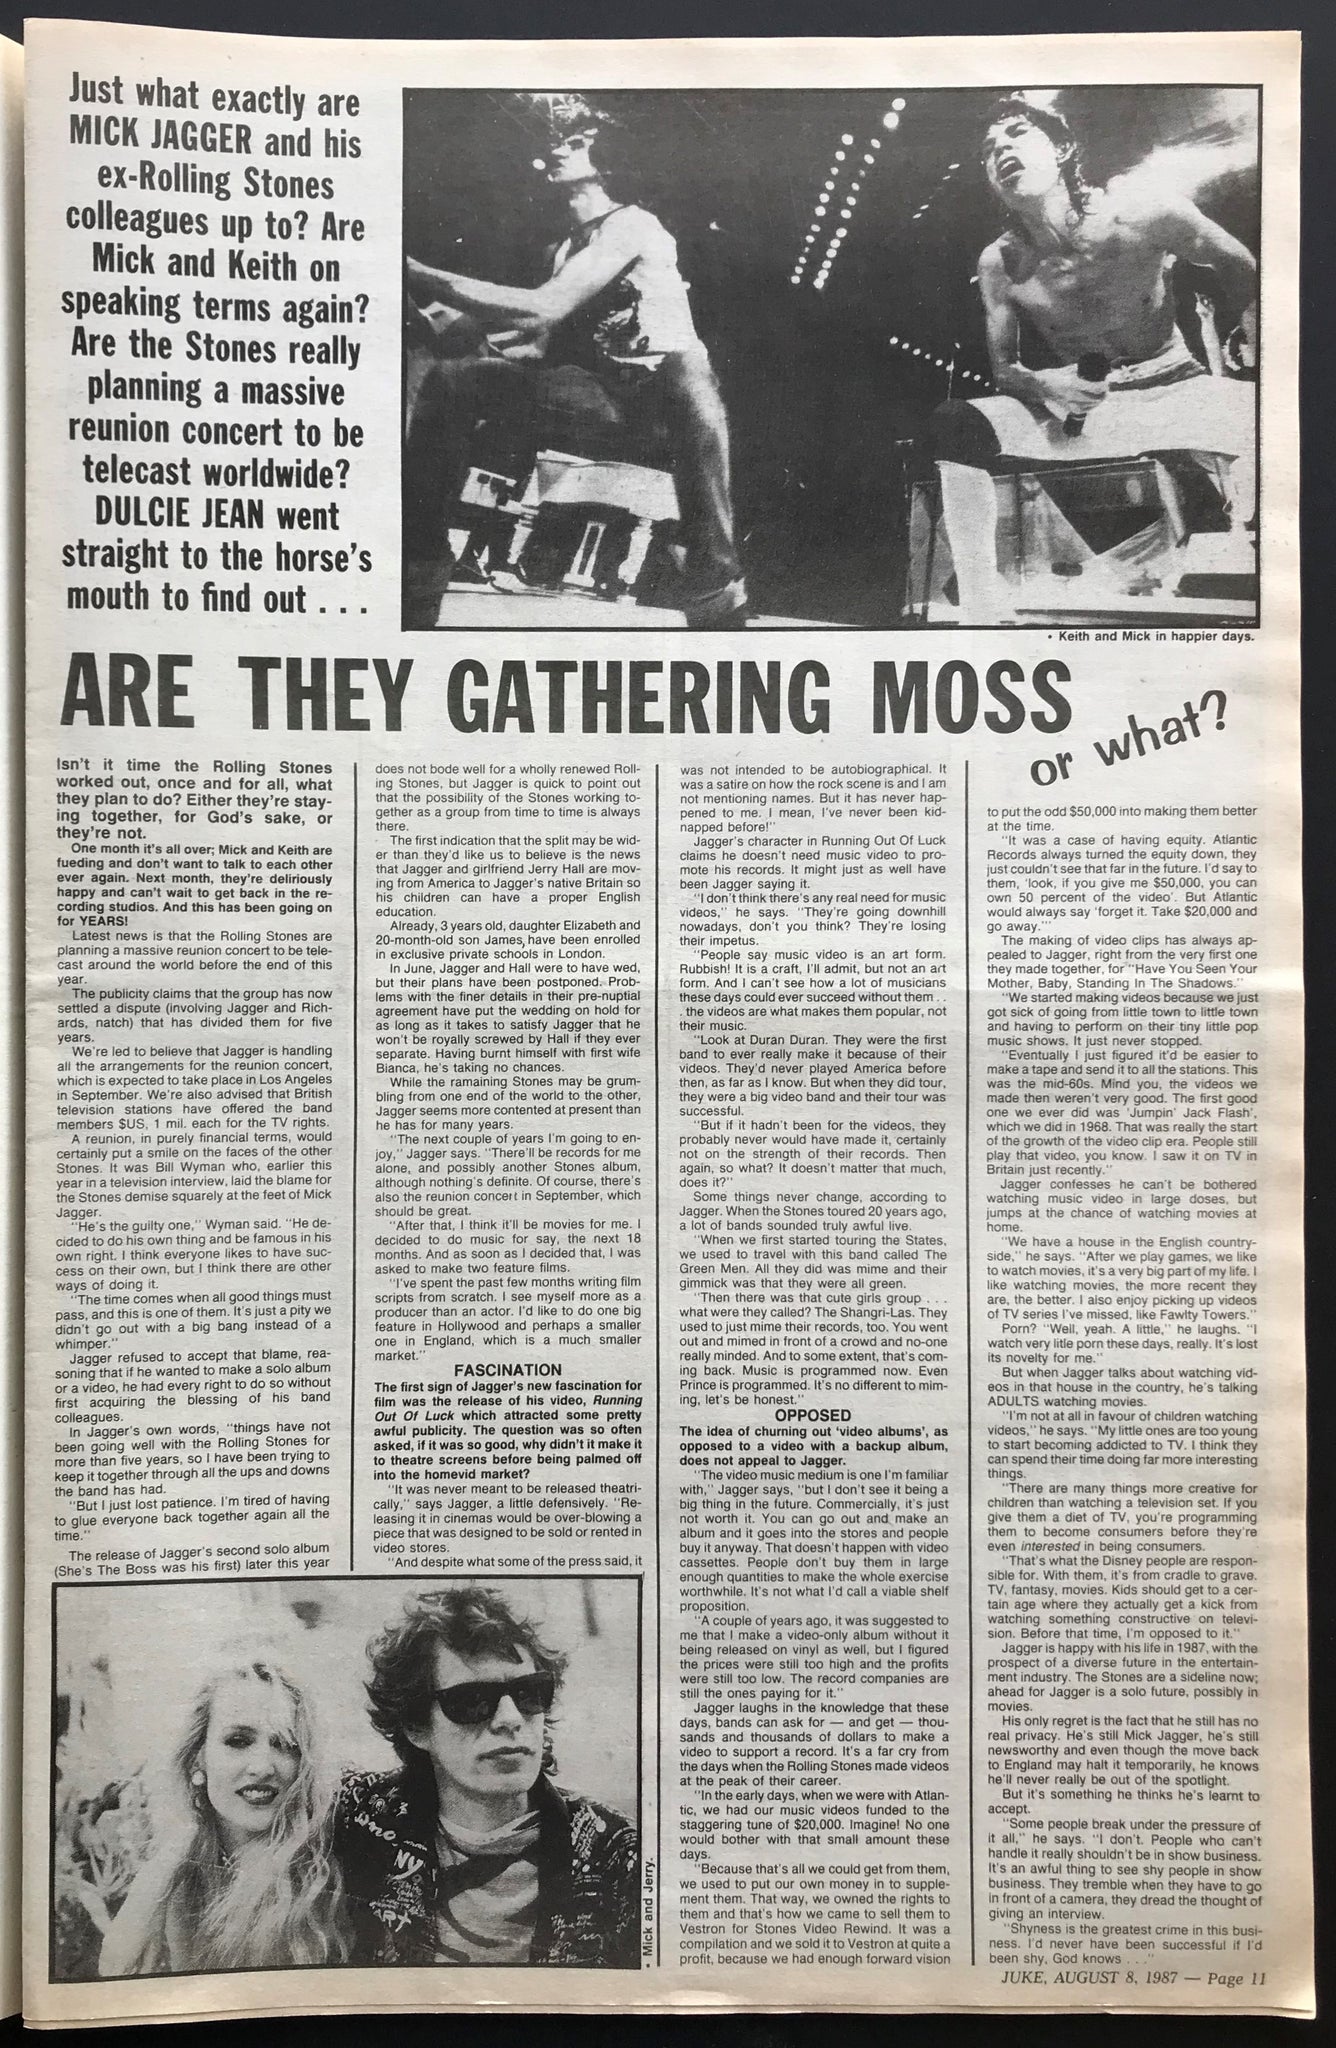 Just what exactly are
MICK JAGGER and his
ex-Rolling Stones
colleagues up to? Are
Mick and Keith on
speaking terms again?
Are the Stones really
planning a massive
reunion concert to be
telecast worldwide?
DULCIE JEAN went
straight to the horse's
mouth to find out . . .
• Keith and Mick in happier days.
ARE THEY GATHERING MOSS
or what?
Isn't it time the Rolling Stones
worked out, once and for all, what
they plan to do? Either they're stay-
ing together, for God's sake, or
they're not.
One month it's all over; Mick and Keith are
fueding and don't want to talk to each other
ever again. Next month, they're deliriously
happy and can't wait to get back in the re-
cording studios. And this has been going on
for YEARS!
Latest news is that the Rolling Stones are
planning a massive reunion concert to be tele-
cast around the world before the end of this
year.
The publicity claims that the group has now
settled a dispute (involving Jagger and Rich-
ards, natch) that has divided them for five
years.
We're led to believe that Jagger is handling
all the arrangements for the reunion concert,
which is expected to take place in Los Angeles
in September. We're also advised that British
television stations have offered the band
members $US, 1 mil. each for the TV rights.
A reunion, in purely financial terms, would
certainly put a smile on the faces of the other
Stones. It was Bill Wyman who, earlier this
year in a television interview, laid the blame for
the Stones demise squarely at the feet of Mick
Jagger.
"He's the guilty one," Wyman said. "He de-
cided to do his own thing and be famous in his
own right. I think everyone likes to have suc-
cess on their own, but I think there are other
ways of doing it.
"The time comes when all good things must
pass, and this is one of them. It's just a pity we
didn't go out with a big bang instead of a
whimper."
Jagger refused to accept that blame, rea-
soning that if he wanted to make a solo album
or a video, he had every right to do so without
first acquiring the blessing of his band
colleagues.
In Jagger's own words, "things have not
been going well with the Rolling Stones for
more than five years, so I have been trying to
keep it together through all the ups and downs
the band has had.
"But I just lost patience. I'm tired of having
to glue everyone back together again all the
time."
The release of Jagger's second solo album
(She's The Boss was his first) later this year
does not bode well for a wholly renewed Roll-
ing Stones, but Jagger is quick to point out
that the possibility of the Stones working to-
gether as a group from time to time is always
there.
The first indication that the split may be wid-
er than they'd like us to believe is the news
that Jagger and girlfriend Jerry Hall are mov-
ing from America to Jagger's native Britain so
his children can have a proper English
education.
Already, 3 years old, daughter Elizabeth and
20-month-old son James, have been enrolled
in exclusive private schools in London.
In June, Jagger and Hall were to have wed,
but their plans have been postponed. Prob-
lems with the finer details in their pre-nuptial
agreement have put the wedding on hold for
as long as it takes to satisfy Jagger that he
won't be royally screwed by Hall if they ever
separate. Having burnt himself with first wife
Bianca, he's taking no chances.
While the ramaining Stones may be grum-
bling from one end of the world to the other,
Jagger seems more contented at present than
he has for many years.
"The next couple of years I'm going to en-
joy," Jagger says. "There'll be records for me
alone, and possibly another Stones album,
although nothing's definite. Of course, there's
also the reunion concert in September, which
should be great.
"After that, I think it'll be movies for me. I
decided to do music for say, the next 18
months. And as soon as I decided that, I was
asked to make two feature films.
"I've spent the past few months writing film
scripts from scratch. I see myself more as a
producer than an actor. I'd like to do one big
feature in Hollywood and perhaps a smaller
one in England, which is a much smaller
market."
FASCINATION
The first sign of Jagger's new fascination for
film was the release of his video, Running
Out Of Luck which attracted some pretty
awful publicity. The question was so often
asked, if it was so good, why didn't it make it
to theatre screens before being palmed off
into the homevid market?
"It was never meant to be released theatri-
cally," says Jagger, a little defensively. "Re-
leasing it in cinemas would be over-blowing a
piece that was designed to be sold or rented in
video stores.
"And despite what some of the press said, it
was not intended to be autobiographical. It
was a satire on how the rock scene is and I am
not mentioning names. But it has never hap-
pened to me. I mean, I've never been kid-
napped before!"
Jagger's character in Running Out Of Luck
claims he doesn't need music video to pro-
mote his records. It might just as well have
been Jagger saying it.
"I don't think there's any real need for music
videos," he says. "They're going downhill
nowadays, don't you think? They're losing
their impetus.
"People say music video is an art form.
Rubbish! It is a craft, I'll admit, but not an art
form. And I can't see how a lot of musicians
these days could ever succeed without them . .
. the videos are what makes them popular, not
their music.
"Look at Duran Duran. They were the first
band to ever really make it because of their
videos. They'd never played America before
then, as far as I know. But when they did tour,
they were a big video band and their tour was
successful.
"But if it hadn't been for the videos, they
probably never would have made it, certainly
not on the strength of their records. Then
again, so what? It doesn't matter that much,
does it?"
Some things never change, according to
Jagger. When the Stones toured 20 years ago,
a lot of bands sounded truly awful live.
"When we first started touring the States,
we used to travel with this band called The
Green Men. All they did was mime and their
gimmick was that they were all green.
"Then there was that cute girls group . . .
what were they called? The Shangri-Las. They
used to just mime their records, too. You went
out and mimed in front of a crowd and no-one
really minded. And to some extent, that's com-
ing back. Music is programmed now. Even
Prince is programmed. It's no different to mim-
ing, let's be honest."
OPPOSED
The idea of churning out 'video albums', as
opposed to a video with a backup album,
does not appeal to Jagger.
"The video music medium is one I'm familiar
with," Jagger says, "but I don't see it being a
big thing in the future. Commercially, it's just
not worth it. You can go out and make an
album and it goes into the stores and people
buy it anyway. That doesn't happen with video
cassettes. People don't buy them in large
enough quantities to make the whole exercise
worthwhile. It's not what I'd call a viable shelf
proposition.
"A couple of years ago, it was suggested to
me that I make a video-only album without it
being released on vinyl as well, but I figured
the prices were still too high and the profits
were still too low. The record companies are
still the ones paying for it."
Jagger laughs in the knowledge that these
days, bands can ask for — and get — thou-
sands and thousands of dollars to make a
video to support a record. It's a far cry from
the days when the Rolling Stones made videos
at the peak of their career.
"In the early days, when we were with Atlan-
tic, we had our music videos funded to the
staggering tune of $20,000. Imagine! No one
would bother with that small amount these
days.
"Because that's all we could get from them,
we used to put our own money in to supple-
ment them. That way, we owned the rights to
them and that's how we came to sell them to
Vestron for Stones Video Rewind. It was a
compilation and we sold it to Vestron at quite a
profit, because we had enough forward vision
to put the odd $50,000 into making them better
at the time.
"It was a case of having equity. Atlantic
Records always turned the equity down, they
just couldn't see that far in the future. I'd say to
them, 'look, if you give me $50,000, you can
own 50 percent of the video'. But Atlantic
would always say 'forget it. Take $20,000 and
go away.'"
The making of video clips has always ap-
pealed to Jagger, right from the very first one
they made together, for "Have You Seen Your
Mother, Baby, Standing In The Shadows."
"We started making videos because we just
got sick of going from little town to little town
and having to perform on their tiny little pop
music shows. It just never stopped.
"Eventually I just figured it'd be easier to
make a tape and send it to all the stations. This
was the mid-60s. Mind you, the videos we
made then weren't very good. The first good
one we ever did was 'Jumpin' Jack Flash',
which we did in 1968. That was really the start
of the growth of the video clip era. People still
play that video, you know. I saw it on TV in
Britain just recently."
Jagger confesses he can't be bothered
watching music video in large doses, but
jumps at the chance of watching movies at
home.
"We have a house in the English country-
side," he says. "After we play games, we like
to watch movies, it's a very big part of my life. I
like watching movies, the more recent they
are, the better. I also enjoy picking up videos
of TV series I've missed, like Fawlty Towers."
Porn? "Well, yeah. A little," he laughs. "I
watch very little porn these days, really. It's lost
its novelty for me."
But when Jagger talks about watching vid-
eos in that house in the country, he's talking
ADULTS watching movies.
"I'm not at all in favour of children watching
videos," he says. "My little ones are too young
to start becoming addicted to TV. I think they
can spend their time doing far more interesting
things.
"There are many things more creative for
children than watching a television set. If you
give them a diet of TV, you're programming
them to become consumers before they're
even interested in being consumers.
"That's what the Disney people are respon-
sible for. With them, it's from cradle to grave.
TV, fantasy, movies. Kids should get to a cer-
tain age where they actually get a kick from
watching something constructive on televi-
sion. Before that time, I'm opposed to it."
Jagger is happy with his life in 1987, with the
prospect of a diverse future in the entertain-
ment industry. The Stones are a sideline now;
ahead for Jagger is a solo future, possibly in
movies.
His only regret is the fact that he still has no
real privacy. He's still Mick Jagger, he's still
newsworthy and even though the move back
to England may halt it temporarily, he knows
he'll never really be out of the spotlight.
But it's something he thinks he's learnt to
accept.
"Some people break under the pressure of
it all," he says. "I don't. People who can't
handle it really shouldn't be in show business.
It's an awful thing to see shy people in show
business. They tremble when they have to go
in front of a camera, they dread the thought of
giving an interview.
"Shyness is the greatest crime in this busi-
ness. I'd never have been successful if I'd
been shy, God knows . . ."
• Mick and Jerry.
NY
JUKE, AUGUST 8, 1987 — Page 11